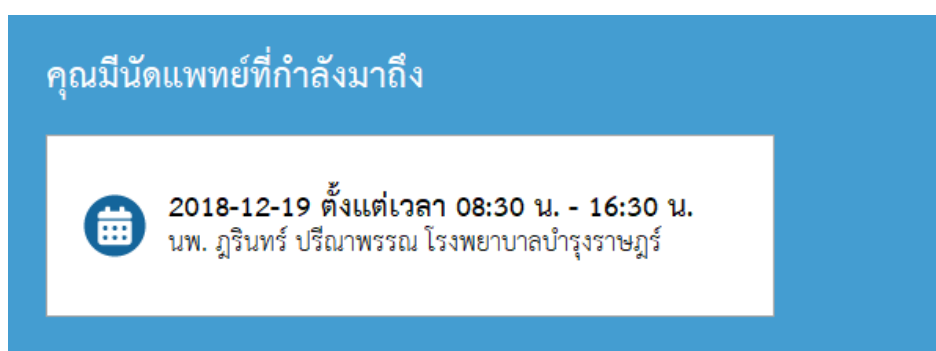 คุณมีนัดแพทย์ที่กำลังมาถึง
2018-12-19 ตั้งแต่เวลา 08:30 น. - 16:30 น.
นพ. ภูรินทร์ ปรีณาพรรณ โรงพยาบาลบำรุงราษฎร์